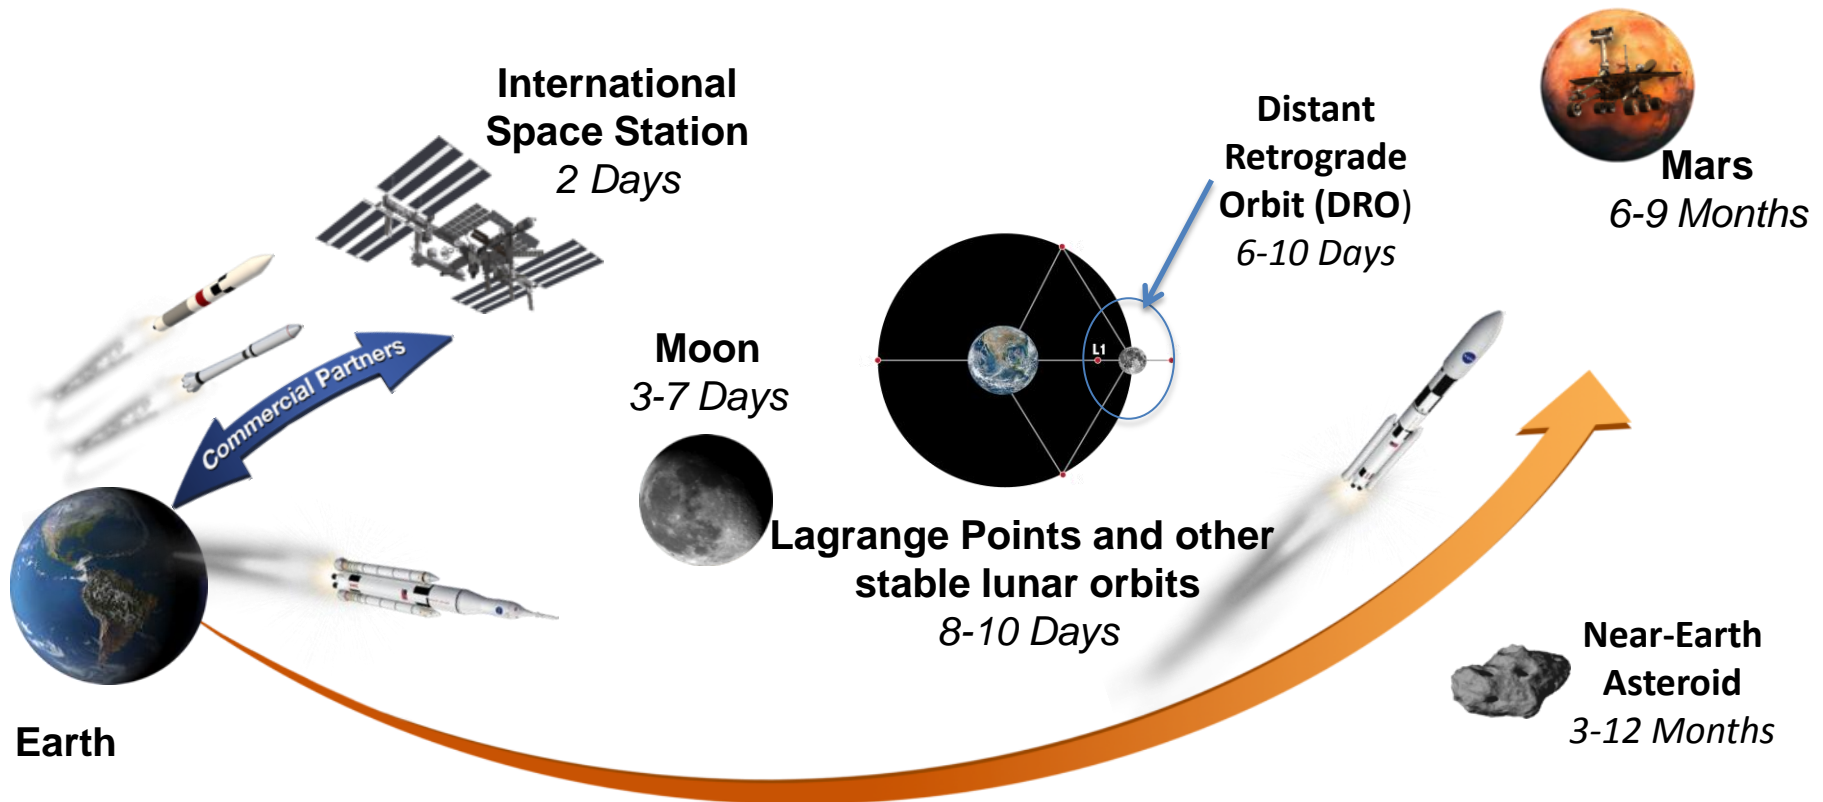 International
Space Station
2 Days
Commercial Partners
Earth
Moon
3-7 Days
L1
Lagrange Points and other
stable lunar orbits
8-10 Days
Distant
Retrograde
Orbit (DRO)
6-10 Days
Mars
6-9 Months
Near-Earth
Asteroid
3-12 Months